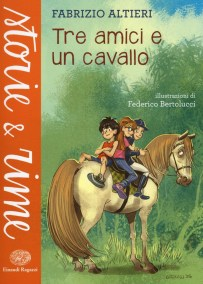 FABRIZIO ALTIERI
Tre amici e
un cavallo
illustrazioni di
Federico Bertolucci
storie & rime
Einaudi Ragazzi